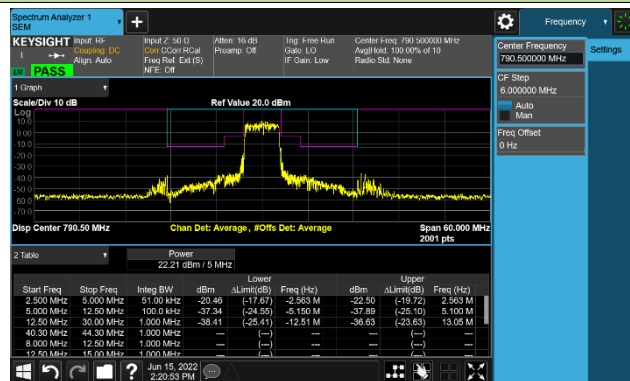 Spectrum Analyzer 1
SEM
Frequency
KEYSIGHT
Input: RF
Coupling: DC
Align: Auto
Input Z: 50 Ω
Corr CCorr RCal
Freq Ref: Ext (S)
NFE: Off
Atten: 16 dB
Preamp: Off
Trig: Free Run
Gate: LO
IF Gain: Low
Center Freq: 790.500000 MHz
Avg|Hold: 100.00% of 10
Radio Std: None
PASS
Center Frequency
790.500000 MHz
Settings
CF Step
6.000000 MHz
Auto
Man
Freq Offset
0 Hz
1 Graph
Scale/Div 10 dB
Ref Value 20.0 dBm
Log
10.0
0.00
-10.0
-20.0
-30.0
-40.0
-50.0
-60.0
-70.0
Disp Center 790.50 MHz
Chan Det: Average, #Offs Det: Average
Span 60.000 MHz
2001 pts
2 Table
Power
22.21 dBm / 5 MHz
Lower Upper
Start Freq Stop Freq Integ BW dBm ΔLimit(dB) Freq (Hz) dBm ΔLimit(dB) Freq (Hz)
2.500 MHz 5.000 MHz 51.00 kHz -20.46 (-17.67) -2.563 M -22.50 (-19.72) 2.563 M
5.000 MHz 12.50 MHz 100.0 kHz -37.34 (-24.55) -5.150 M -37.89 (-25.10) 5.100 M
12.50 MHz 30.00 MHz 1.000 MHz -38.41 (-25.41) -12.51 M -36.63 (-23.63) 13.05 M
40.30 MHz 44.30 MHz 1.000 MHz --- (---) --- --- (---) ---
8.000 MHz 12.50 MHz 1.000 MHz --- (---) --- --- (---) ---
12.50 MHz 15.00 MHz 1.000 MHz --- (---) --- --- (---) ---
?
Jun 15, 2022
2:20:53 PM